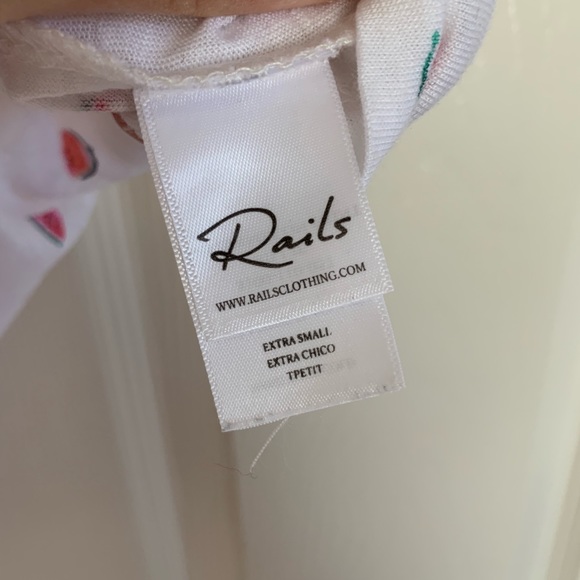 Rails
WWW.RAILSCLOTHING.COM
EXTRA SMALL
EXTRA CHICO
TPETIT